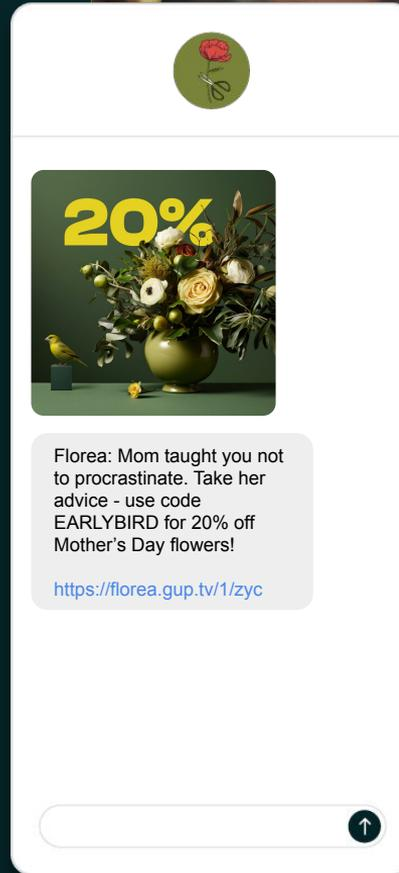 20%
Florea: Mom taught you not
to procrastinate. Take her
advice - use code
EARLYBIRD for 20% off
Mother’s Day flowers!
https://florea.gup.tv/1/zyc